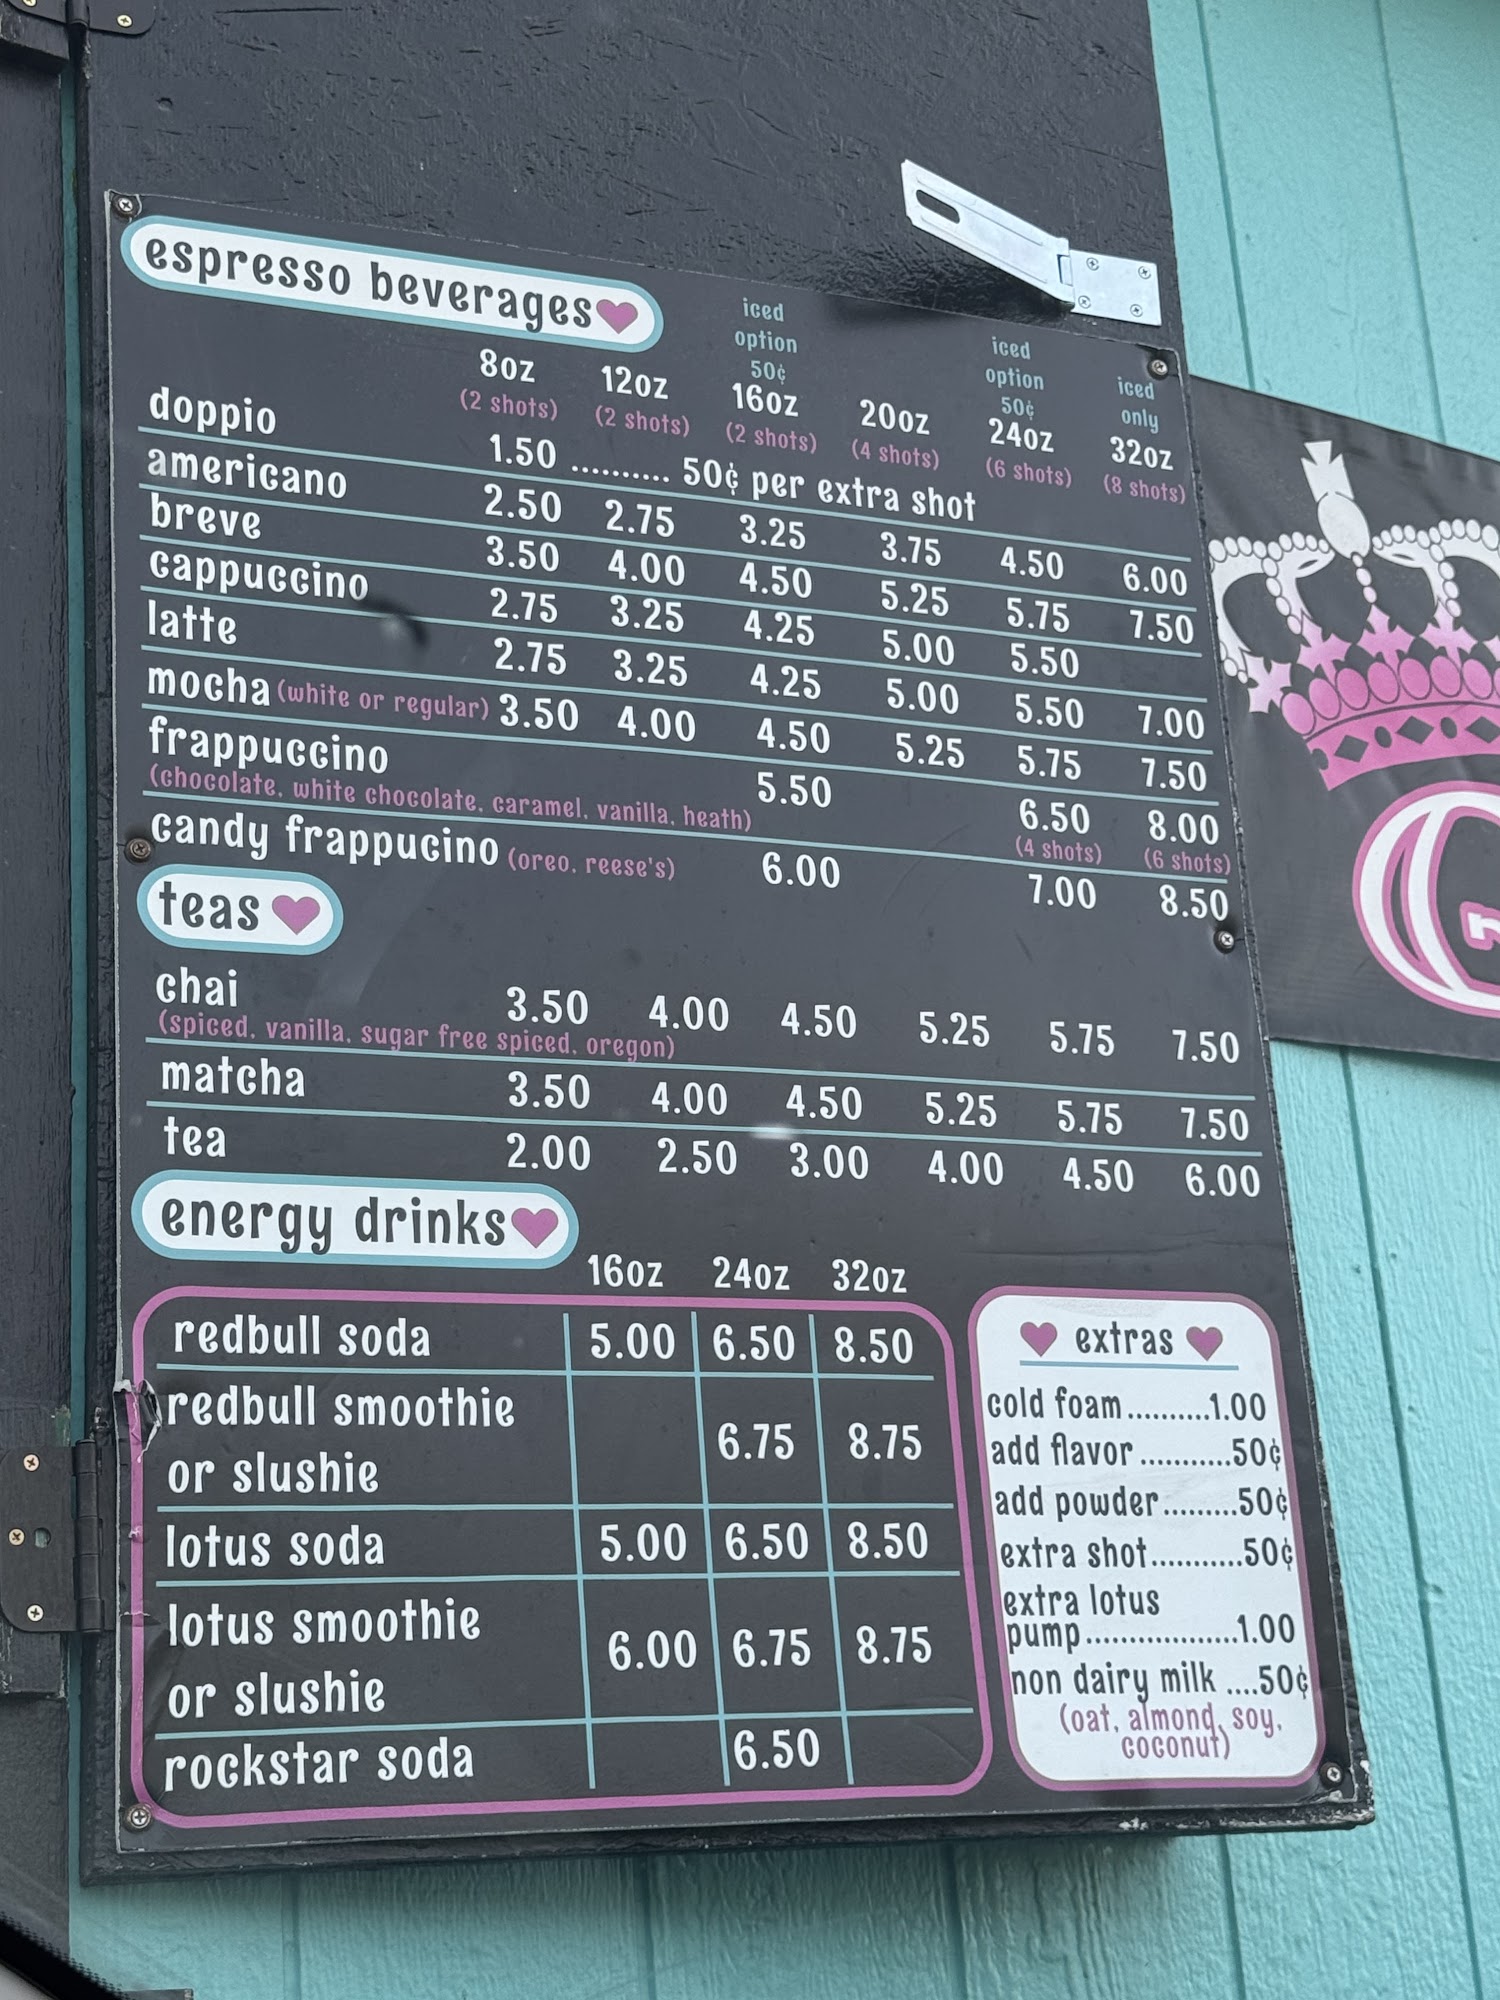 espresso beverages
iced option 50¢
iced option 50¢
iced only
8oz 12oz 16oz 20oz 24oz 32oz
(2 shots) (2 shots) (2 shots) (4 shots) (6 shots) (8 shots)
doppio 1.50 .......... 50¢ per extra shot
americano 2.50 2.75 3.25 3.75 4.50 6.00
breve 3.50 4.00 4.50 5.25 5.75 7.50
cappuccino 2.75 3.25 4.25 5.00 5.50
latte 2.75 3.25 4.25 5.00 5.50 7.00
mocha (white or regular) 3.50 4.00 4.50 5.25 5.75 7.50
frappuccino 5.50 6.50 8.00
(chocolate, white chocolate, caramel, vanilla, heath) (4 shots) (6 shots)
candy frappucino (oreo, reese's) 6.00 7.00 8.50
teas
chai 3.50 4.00 4.50 5.25 5.75 7.50
(spiced, vanilla, sugar free spiced, oregon)
matcha 3.50 4.00 4.50 5.25 5.75 7.50
tea 2.00 2.50 3.00 4.00 4.50 6.00
energy drinks
16oz 24oz 32oz
redbull soda 5.00 6.50 8.50
redbull smoothie
or slushie 6.75 8.75
lotus soda 5.00 6.50 8.50
lotus smoothie
or slushie 6.00 6.75 8.75
rockstar soda 6.50
extras
cold foam..........1.00
add flavor...........50¢
add powder.........50¢
extra shot...........50¢
extra lotus
pump..................1.00
non dairy milk ....50¢
(oat, almond, soy,
coconut)